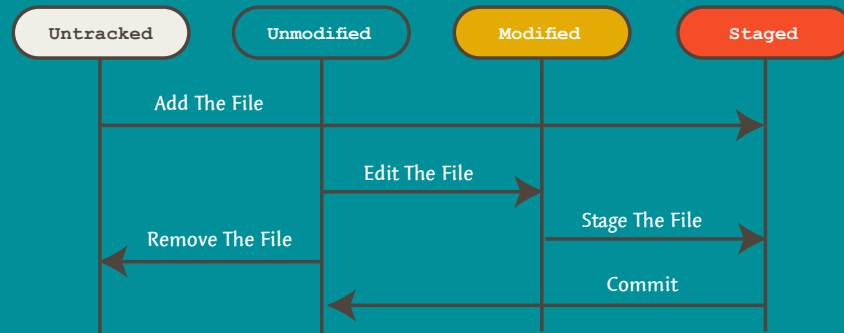 Untracked
Unmodified
Modified
Staged
Add The File
Edit The File
Stage The File
Remove The File
Commit